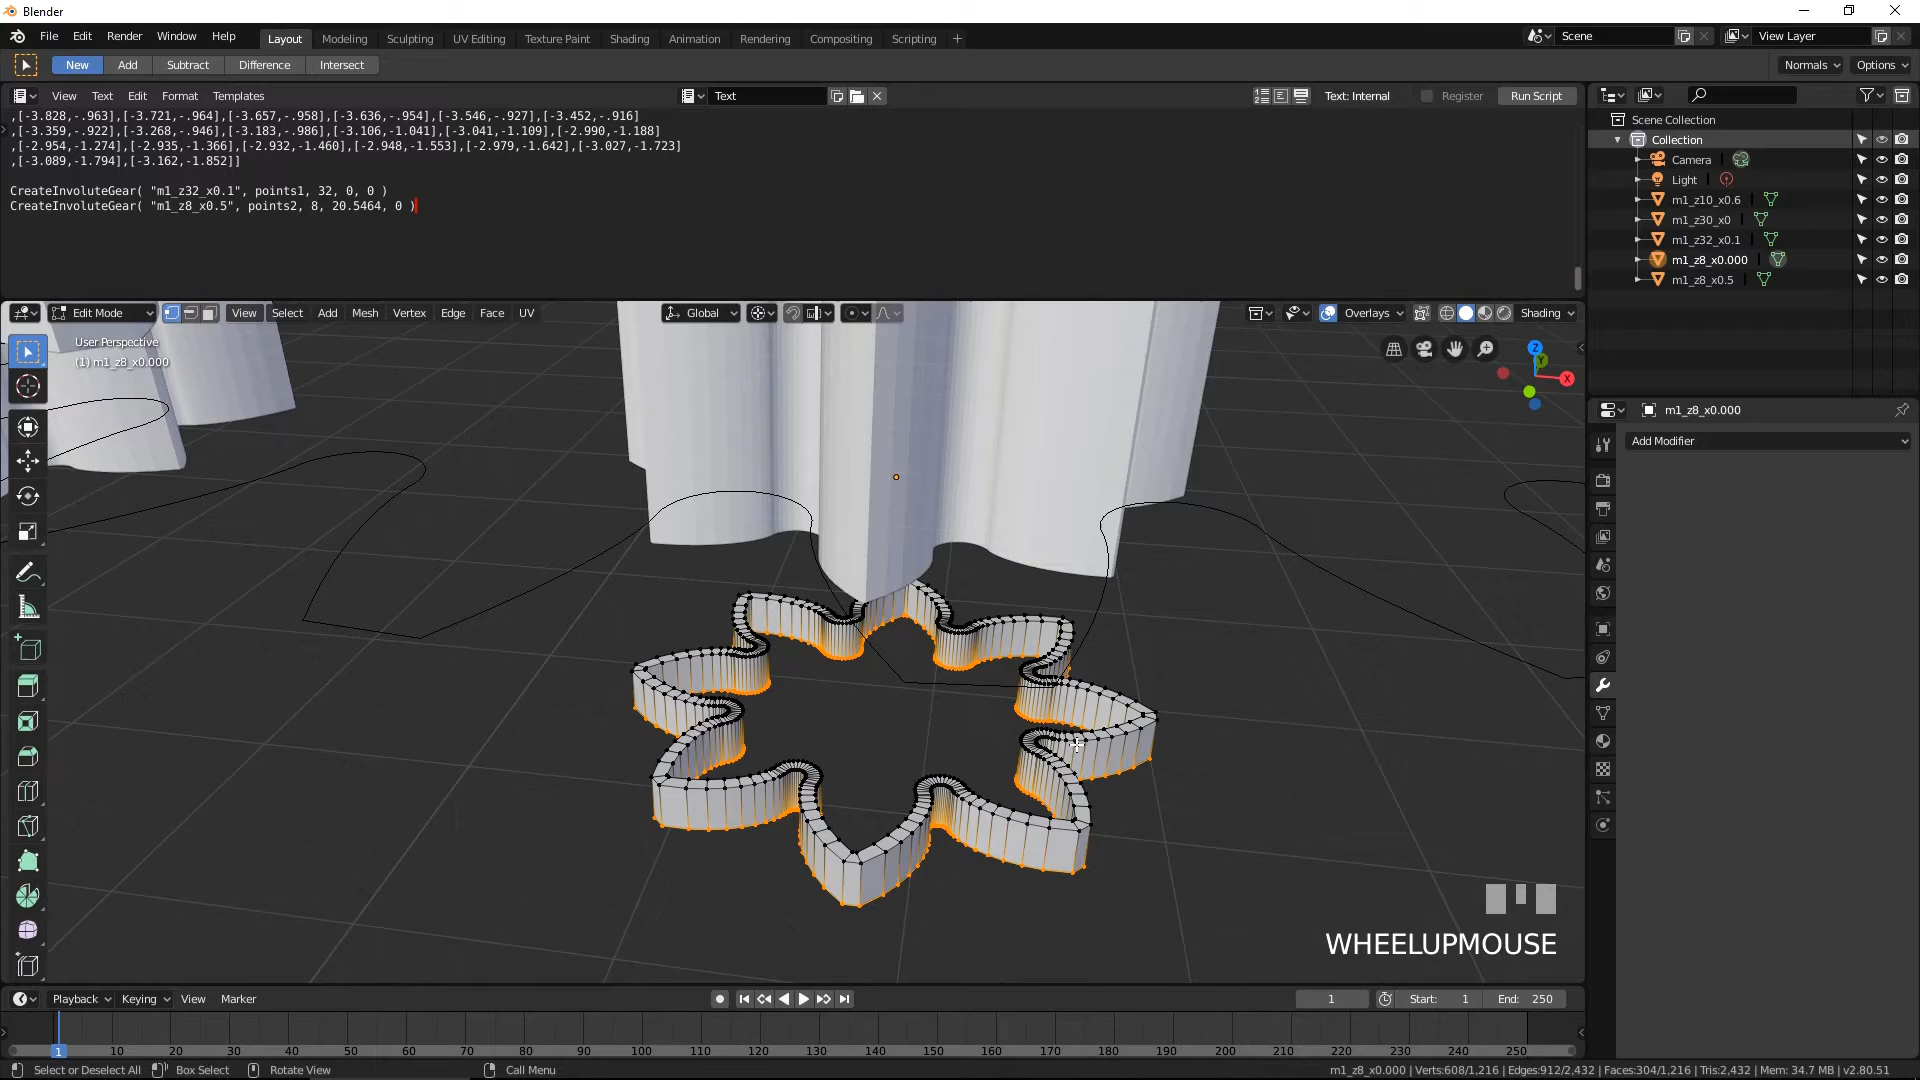 Blender
File Edit Render Window Help Layout Modeling Sculpting UV Editing Texture Paint Shading Animation Rendering Compositing Scripting + Scene View Layer
New Add Subtract Difference Intersect Normals Options
View Text Edit Format Templates Text Text: Internal Register Run Script
,[-3.828,-.963],[-3.721,-.964],[-3.657,-.958],[-3.636,-.954],[-3.546,-.927],[-3.452,-.916]
,[-3.359,-.922],[-3.268,-.946],[-3.183,-.986],[-3.106,-1.041],[-3.041,-1.109],[-2.990,-1.188]
,[-2.954,-1.274],[-2.935,-1.366],[-2.932,-1.460],[-2.948,-1.553],[-2.979,-1.642],[-3.027,-1.723]
,[-3.089,-1.794],[-3.162,-1.852]]
CreateInvoluteGear( "m1_z32_x0.1", points1, 32, 0, 0 )
CreateInvoluteGear( "m1_z8_x0.5", points2, 8, 20.5464, 0 )
Scene Collection
Collection
Camera
Light
m1_z10_x0.6
m1_z30_x0
m1_z32_x0.1
m1_z8_x0.000
m1_z8_x0.5
Edit Mode View Select Add Mesh Vertex Edge Face UV Global Overlays Shading
User Perspective
(1) m1_z8_x0.000
Z
Y
X
m1_z8_x0.000
Add Modifier
WHEELUPMOUSE
Playback Keying View Marker 1 Start: 1 End: 250
1 10 20 30 40 50 60 70 80 90 100 110 120 130 140 150 160 170 180 190 200 210 220 230 240 250
Select or Deselect All Box Select Rotate View Call Menu m1_z8_x0.000 | Verts:608/1,216 | Edges:912/2,432 | Faces:304/1,216 | Tris:2,432 | Mem: 34.7 MB | v2.80.51